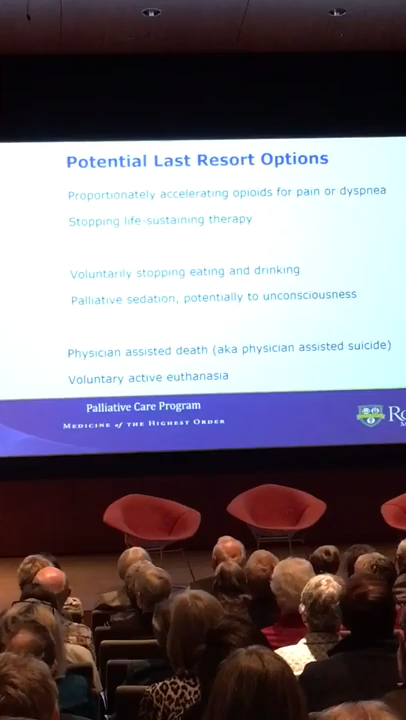 Potential Last Resort Options
Proportionately accelerating opioids for pain or dyspnea
Stopping life-sustaining therapy
Voluntarily stopping eating and drinking
Palliative sedation, potentially to unconsciousness
Physician assisted death (aka physician assisted suicide)
Voluntary active euthanasia
Palliative Care Program
MEDICINE of THE HIGHEST ORDER